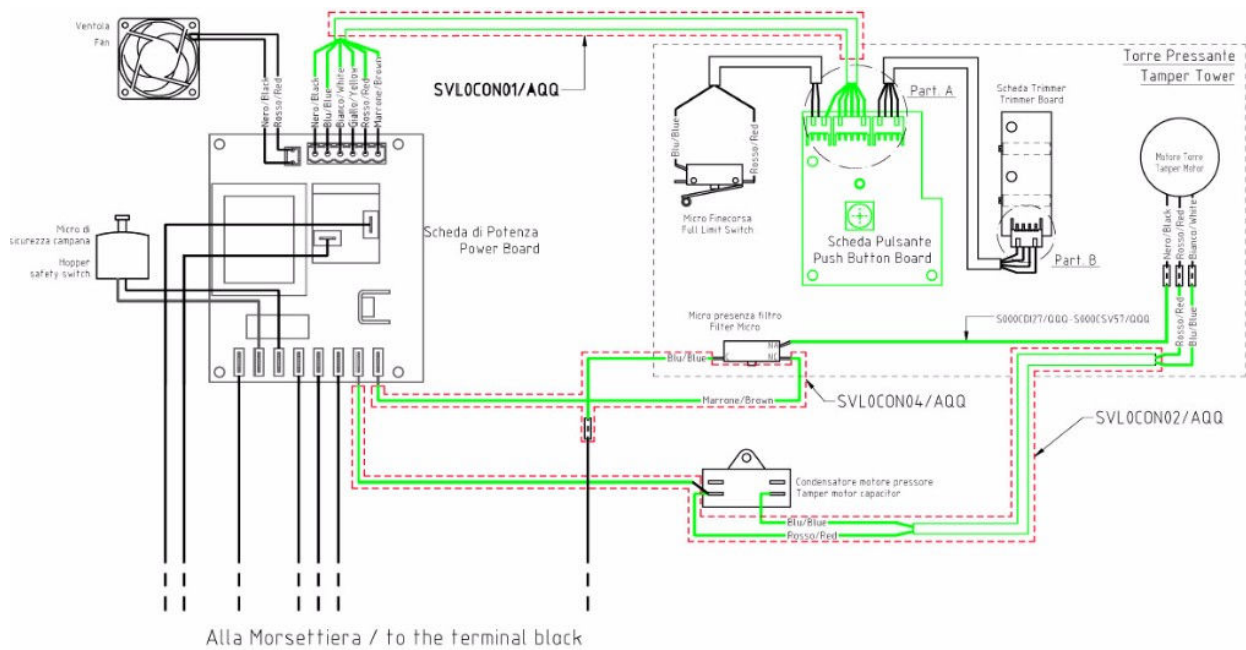 Ventola
Fan
Nero/Black
Rosso/Red
Nero/Black
Blu/Blue
Bianco/White
Giallo/Yellow
Rosso/Red
Marrone/Brown
SVL0CON01/AQQ
Blu/Blue
Rosso/Red
Micro Finecorsa
Full Limit Switch
Part. A
Torre Pressante
Tamper Tower
Scheda Trimmer
Trimmer Board
Motore Torre
Tamper Motor
Part. B
Nero/Black
Rosso/Red
Bianco/White
Rosso/Red
Blu/Blue
Scheda Pulsante
Push Button Board
Scheda di Potenza
Power Board
Micro di
sicurezza campana
Hopper
safety switch
Micro presenza filtro
Filter Micro
NA
C
NC
S000CDI27/QQQ-S000CSV57/QQQ
Blu/Blue
Marrone/Brown
SVL0CON04/AQQ
SVL0CON02/AQQ
Condensatore motore pressore
Tamper motor capacitor
Blu/Blue
Rosso/Red
Alla Morsettiera / to the terminal block